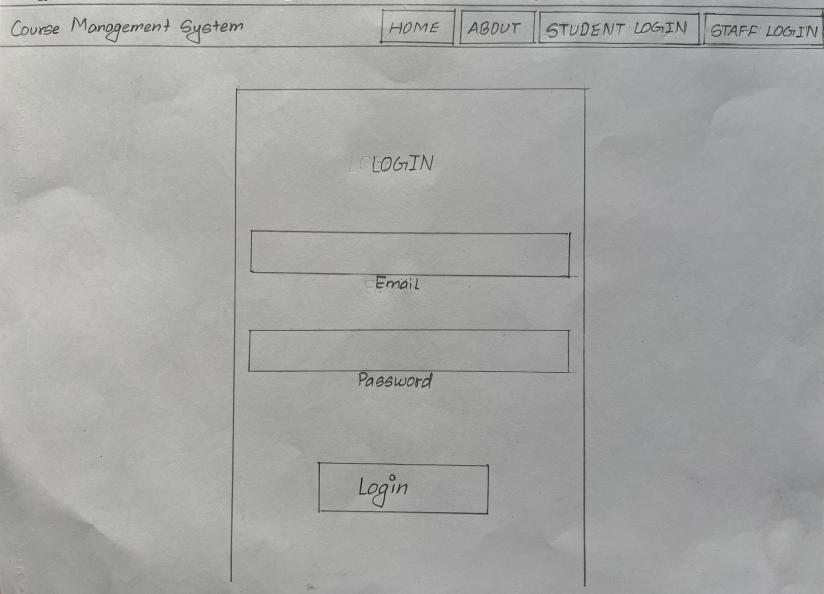 Course Management System HOME ABOUT STUDENT LOGIN STAFF LOGIN
LOGIN
Email
Password
Login